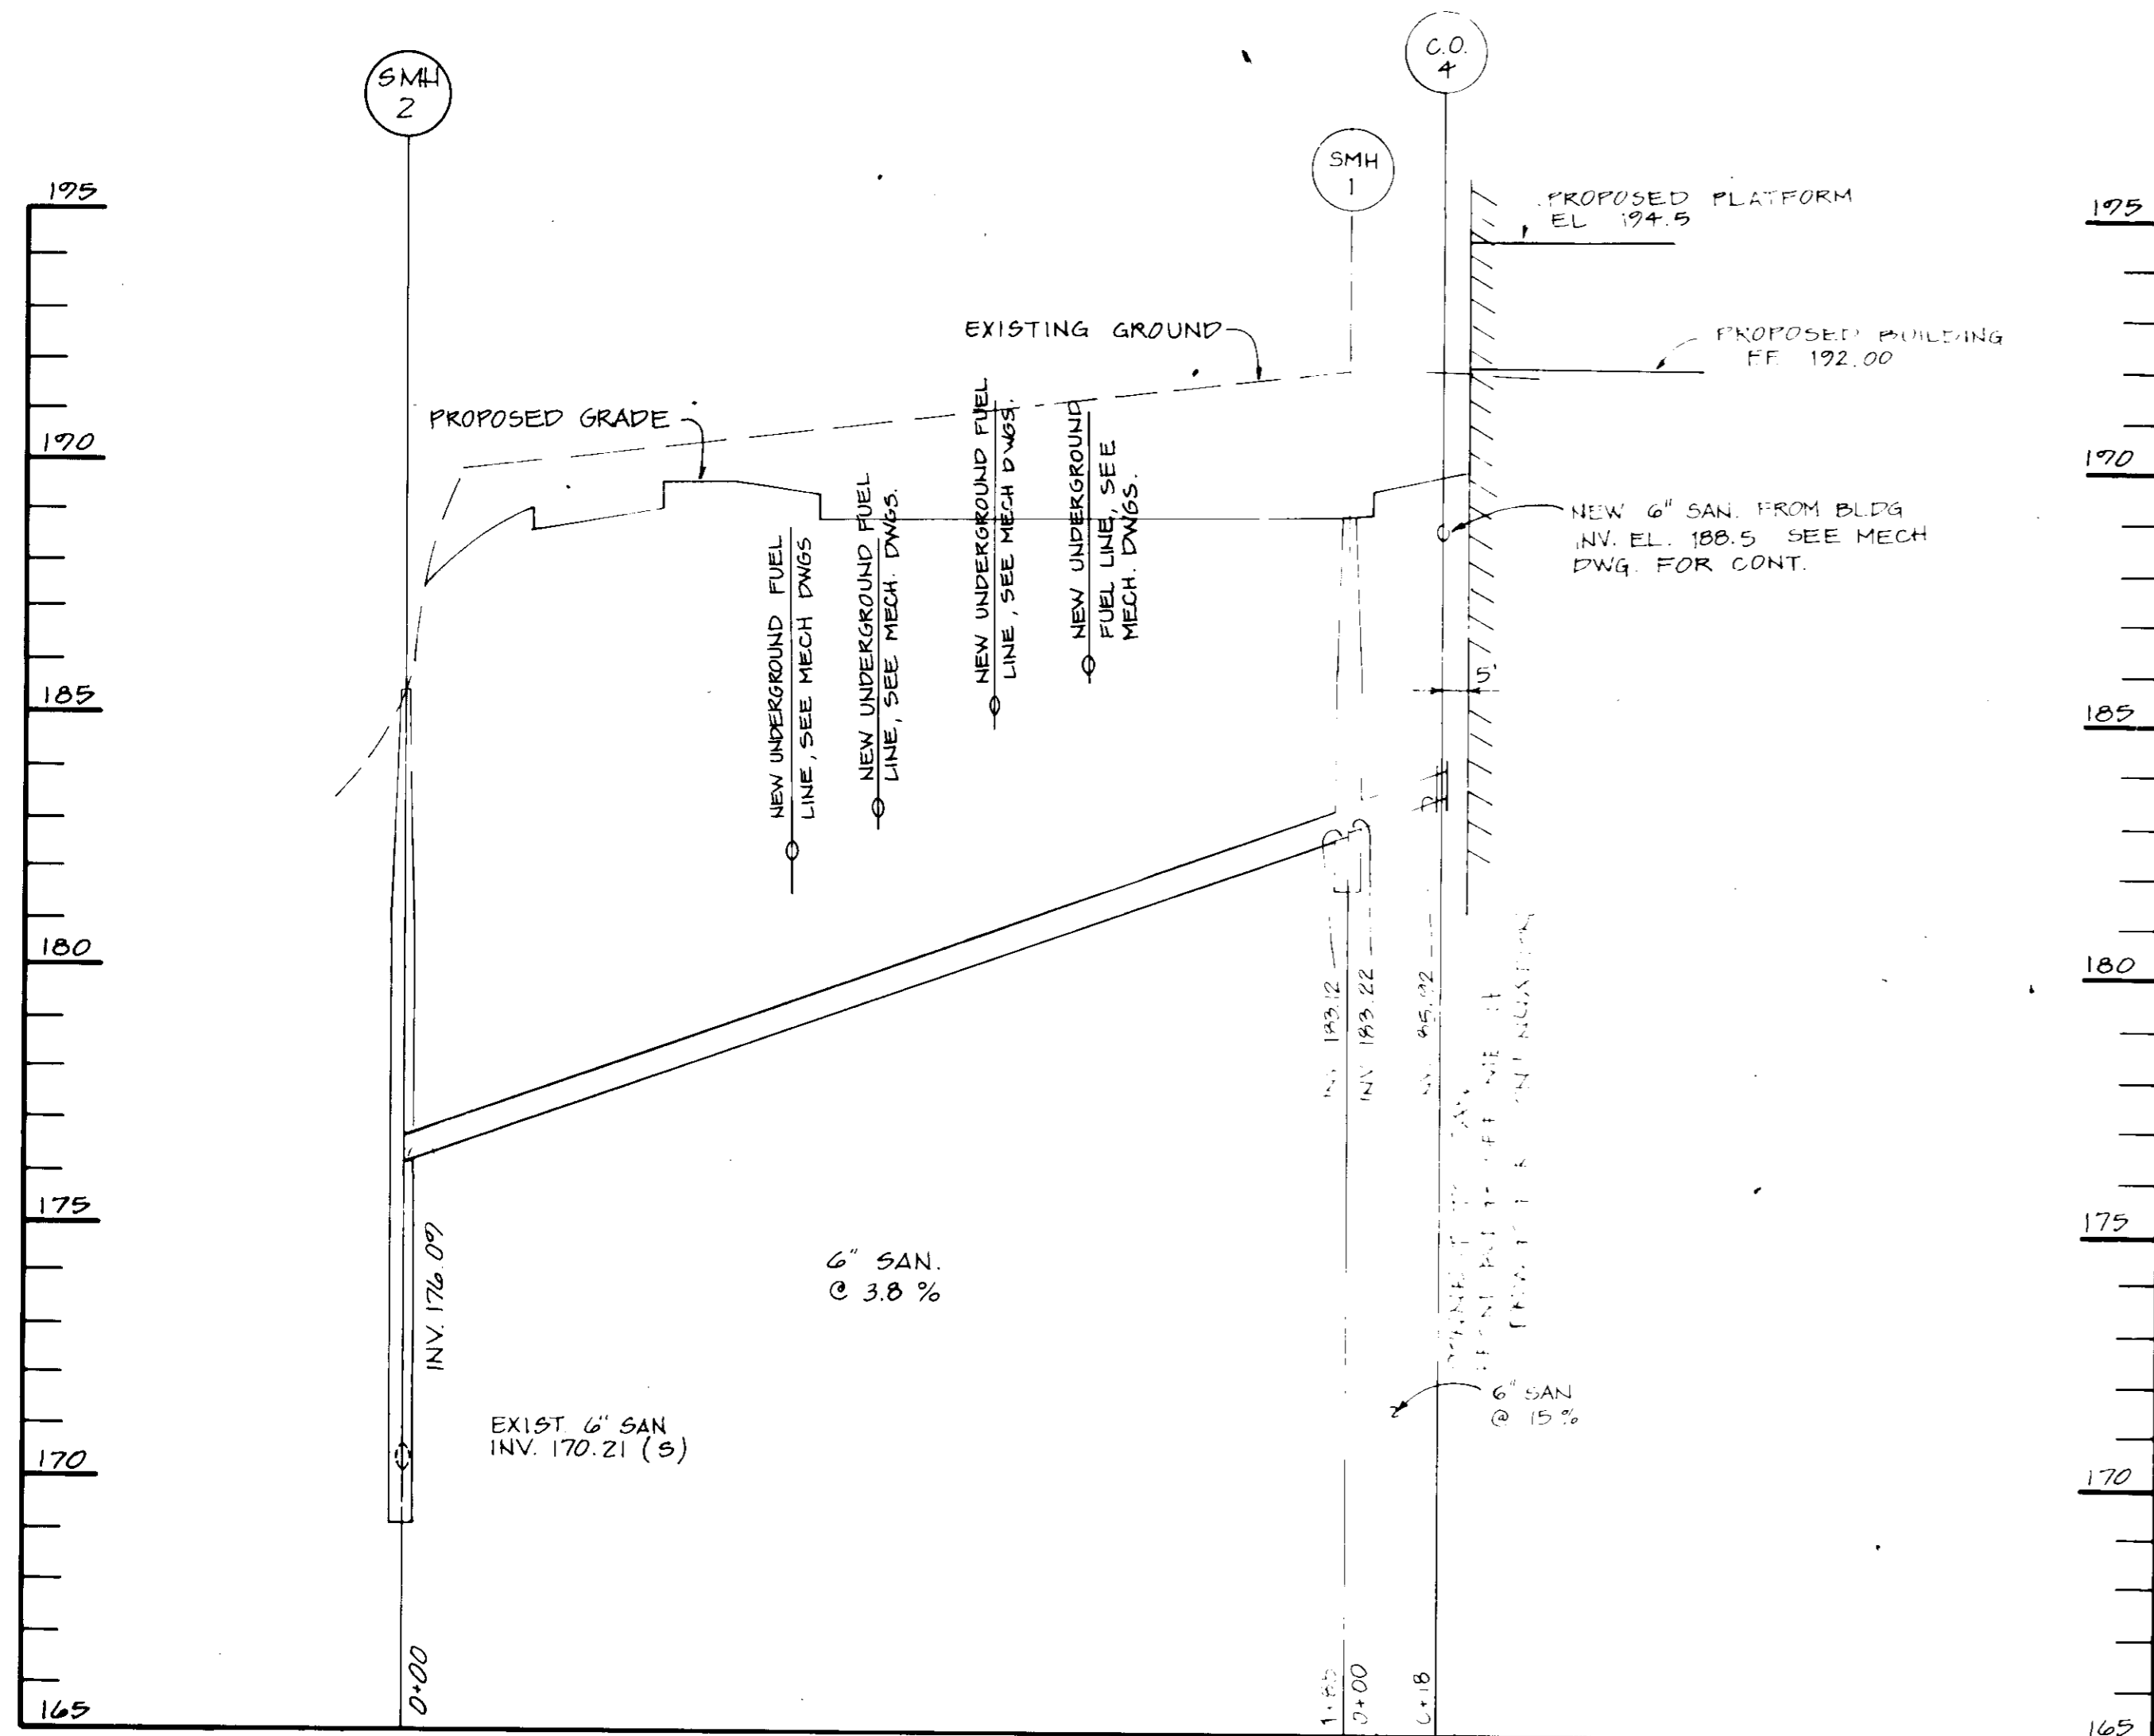 SMH
2
C.O.
4
SMH
1
195
190
185
180
175
170
165
195
190
185
180
175
170
165
PROPOSED PLATFORM
EL 194.5
EXISTING GROUND
PROPOSED BUILDING
FF. 192.00
PROPOSED GRADE
NEW UNDERGROUND FUEL
LINE, SEE MECH DWGS
NEW UNDERGROUND FUEL
LINE, SEE MECH. DWGS.
NEW UNDERGROUND FUEL
LINE, SEE MECH DWGS.
NEW UNDERGROUND
FUEL LINE, SEE
MECH. DWGS.
NEW 6" SAN. FROM BLDG
INV. EL. 188.5 SEE MECH
DWG. FOR CONT.
5'
INV. 176.09
INV 183.12
INV 183.22
6" SAN.
@ 3.8 %
EXIST. 6" SAN
INV. 170.21 (S)
6" SAN
@ 15 %
0+00
0+00
0+18